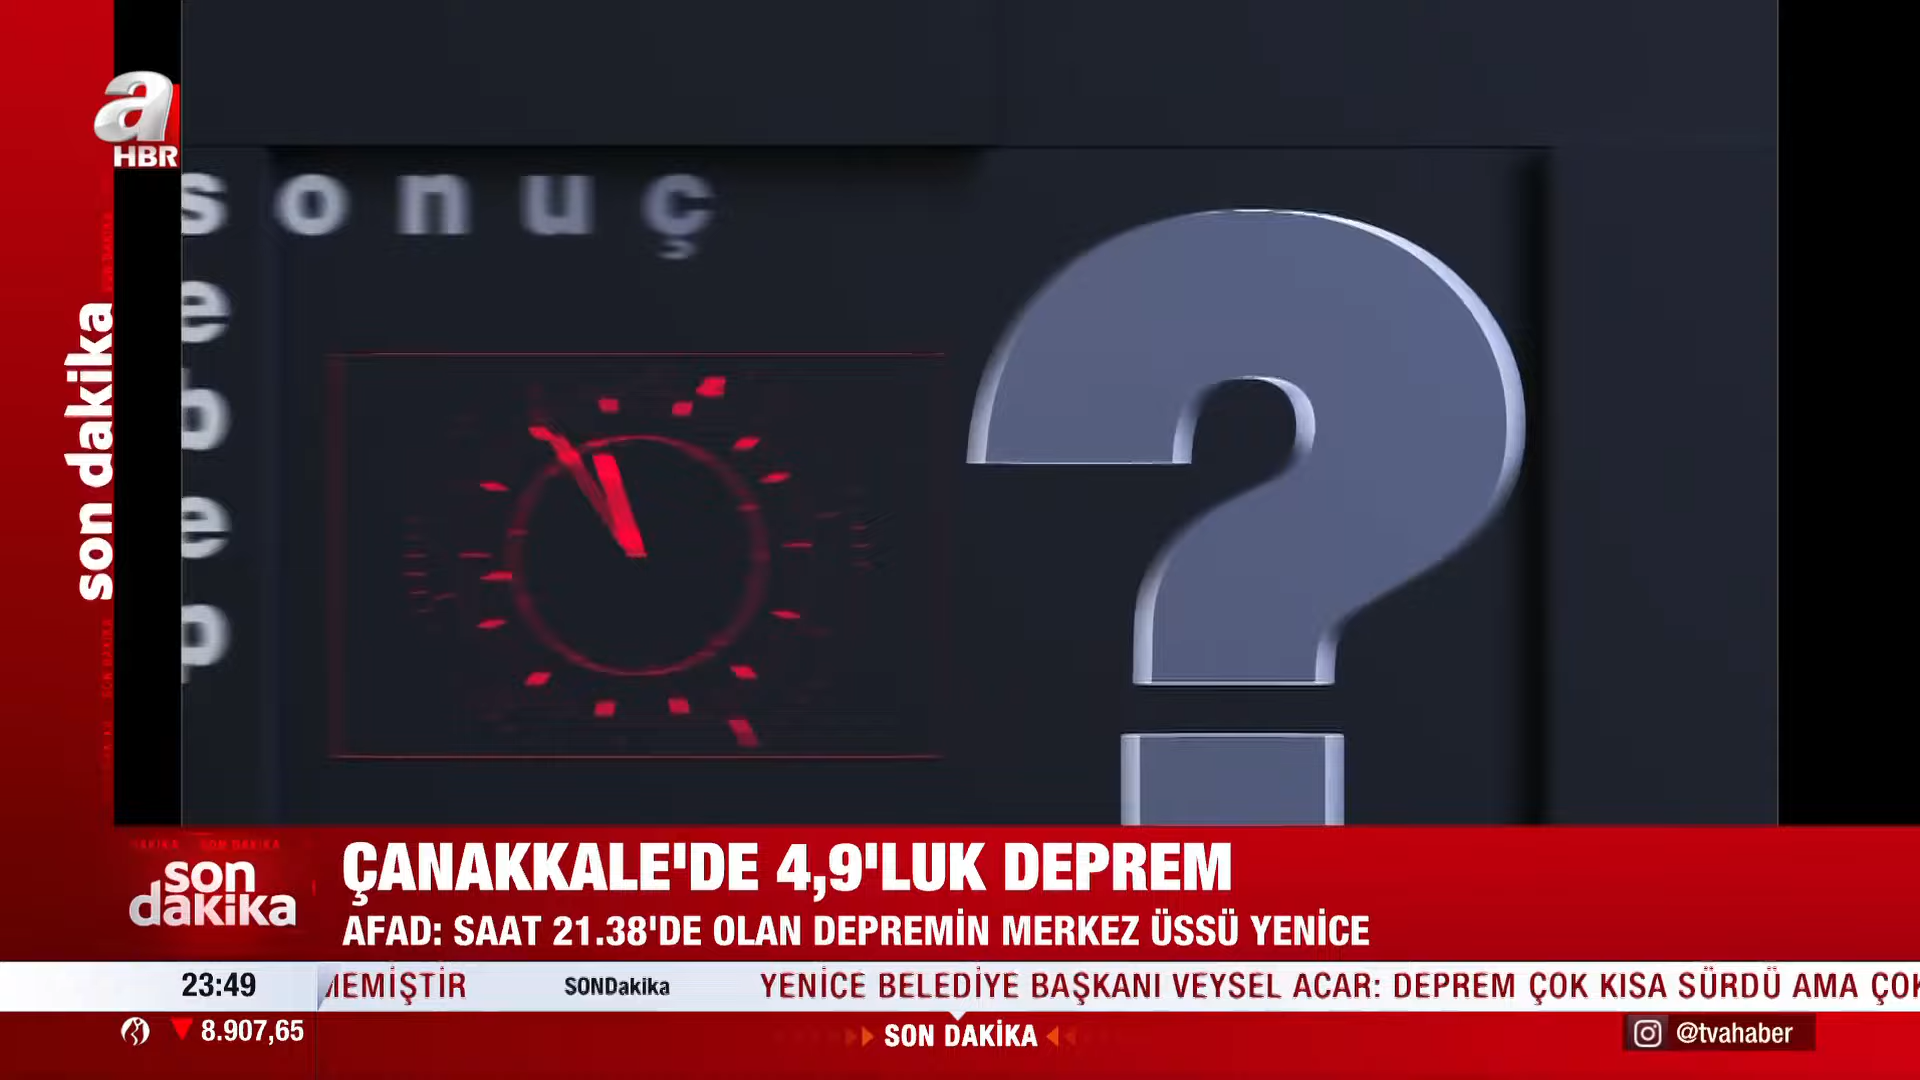 a
HBR
sonuç
ebep
son dakika
son
dakika
ÇANAKKALE'DE 4,9'LUK DEPREM
AFAD: SAAT 21.38'DE OLAN DEPREMİN MERKEZ ÜSSÜ YENİCE
23:49
MEMİŞTİR SONDakika YENİCE BELEDİYE BAŞKANI VEYSEL ACAR: DEPREM ÇOK KISA SÜRDÜ AMA ÇOK
8.907,65
SON DAKİKA
@tvahaber